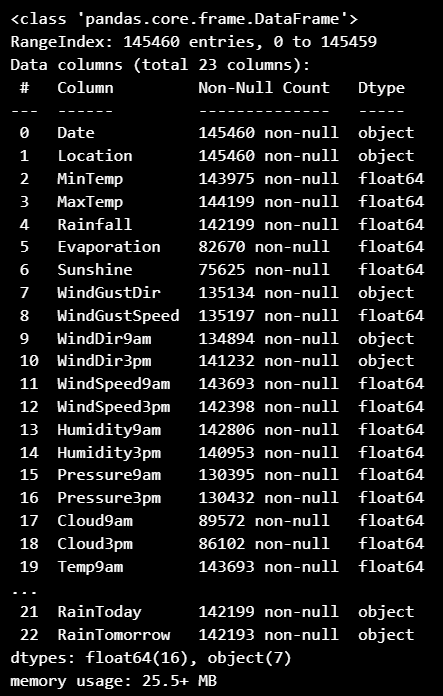 <class 'pandas.core.frame.DataFrame'>
RangeIndex: 145460 entries, 0 to 145459
Data columns (total 23 columns):
 #   Column         Non-Null Count   Dtype
---  ------         --------------   -----
 0   Date           145460 non-null  object
 1   Location       145460 non-null  object
 2   MinTemp        143975 non-null  float64
 3   MaxTemp        144199 non-null  float64
 4   Rainfall       142199 non-null  float64
 5   Evaporation    82670 non-null   float64
 6   Sunshine       75625 non-null   float64
 7   WindGustDir    135134 non-null  object
 8   WindGustSpeed  135197 non-null  float64
 9   WindDir9am     134894 non-null  object
 10  WindDir3pm     141232 non-null  object
 11  WindSpeed9am   143693 non-null  float64
 12  WindSpeed3pm   142398 non-null  float64
 13  Humidity9am    142806 non-null  float64
 14  Humidity3pm    140953 non-null  float64
 15  Pressure9am    130395 non-null  float64
 16  Pressure3pm    130432 non-null  float64
 17  Cloud9am       89572 non-null   float64
 18  Cloud3pm       86102 non-null   float64
 19  Temp9am        143693 non-null  float64
...
 21  RainToday      142199 non-null  object
 22  RainTomorrow   142193 non-null  object
dtypes: float64(16), object(7)
memory usage: 25.5+ MB